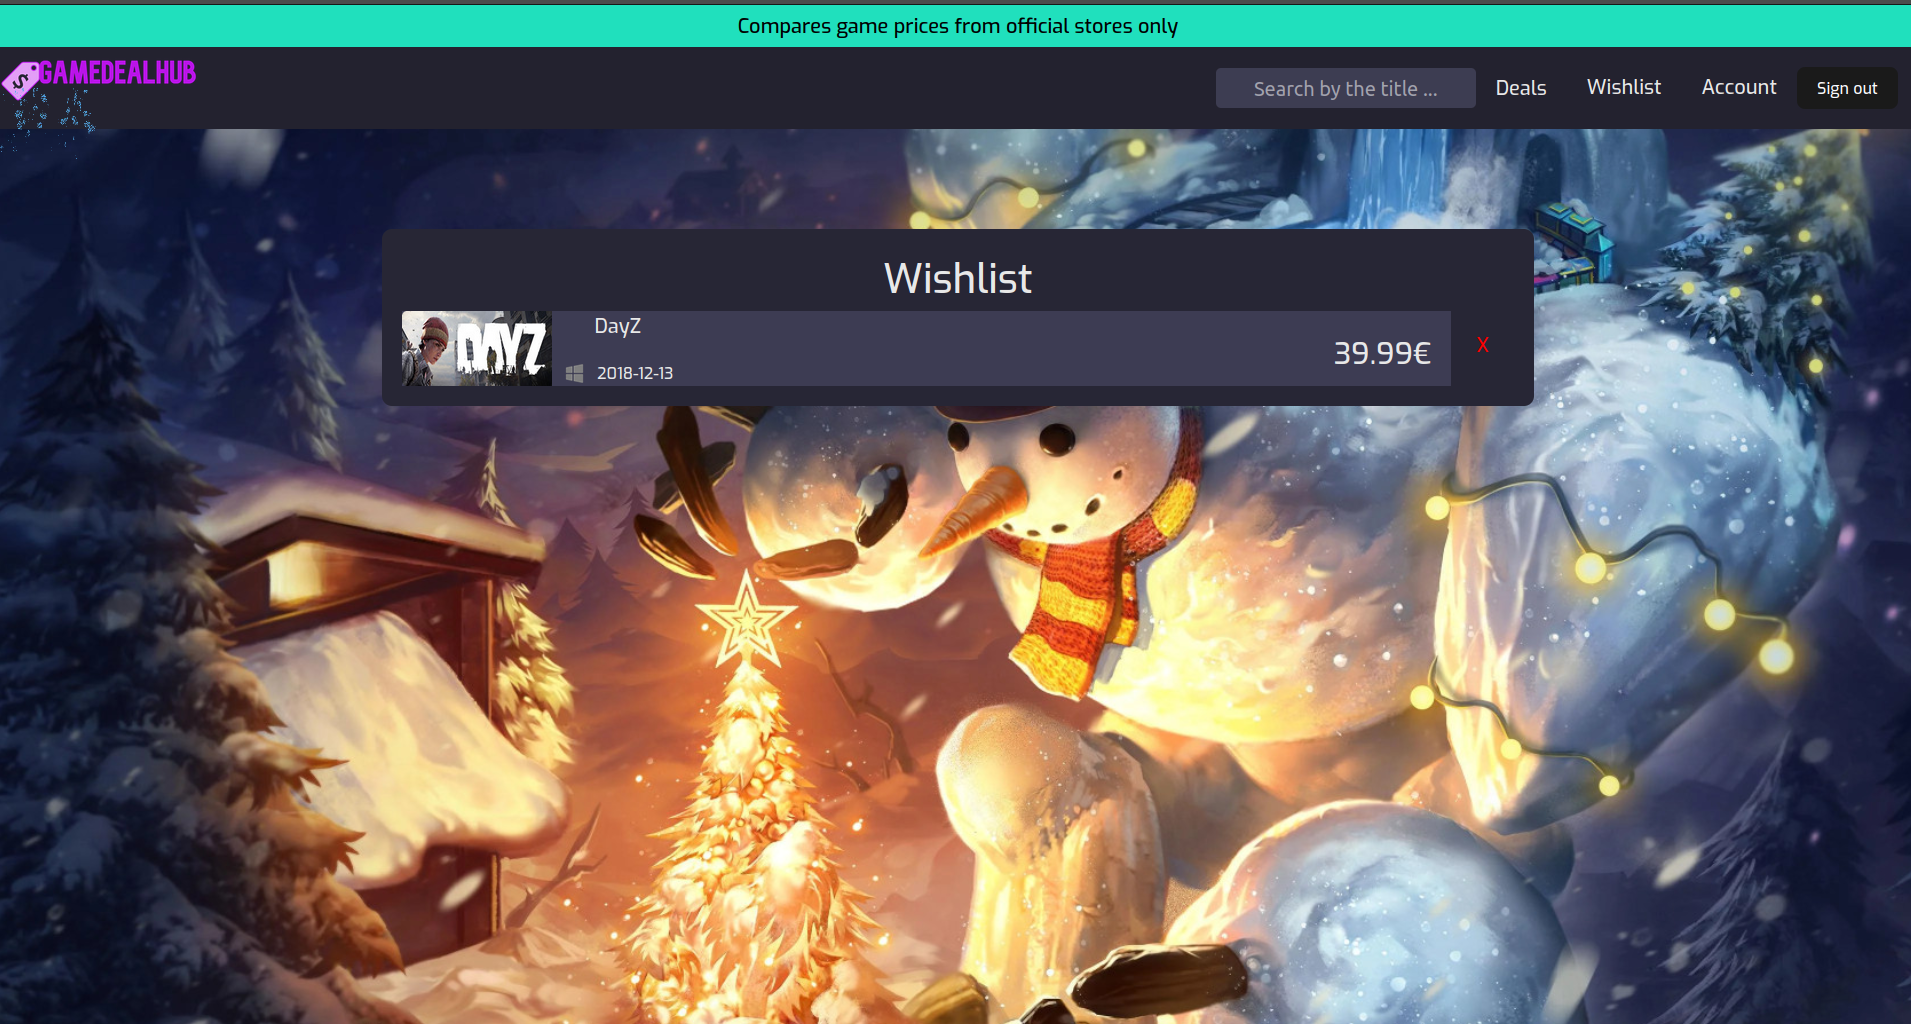 Compares game prices from official stores only
GAMEDEALHUB
Search by the title ...
Deals
Wishlist
Account
Sign out
Wishlist
DAYZ
DayZ
2018-12-13
39.99€
X